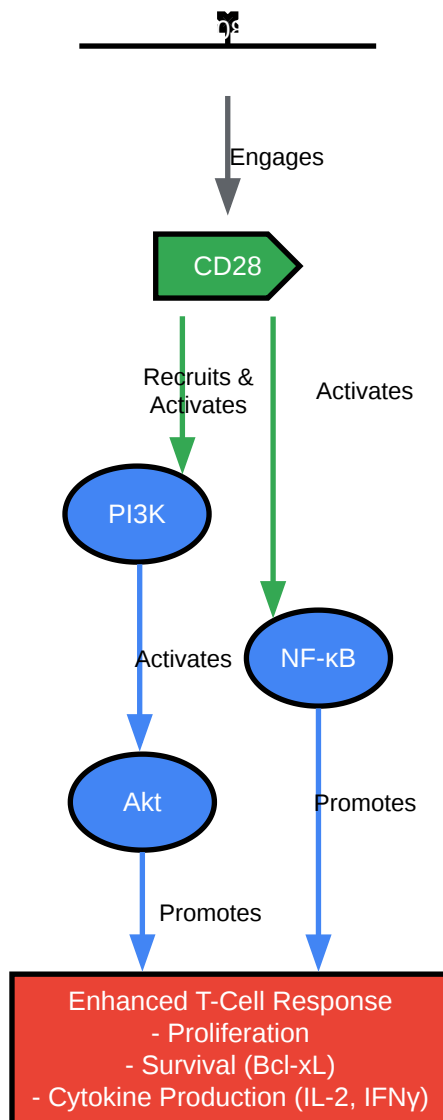 Engages
CD28
Recruits &
Activates
Activates
PI3K
Activates
NF-κB
Akt
Promotes
Promotes
Enhanced T-Cell Response
- Proliferation
- Survival (Bcl-xL)
- Cytokine Production (IL-2, IFNγ)